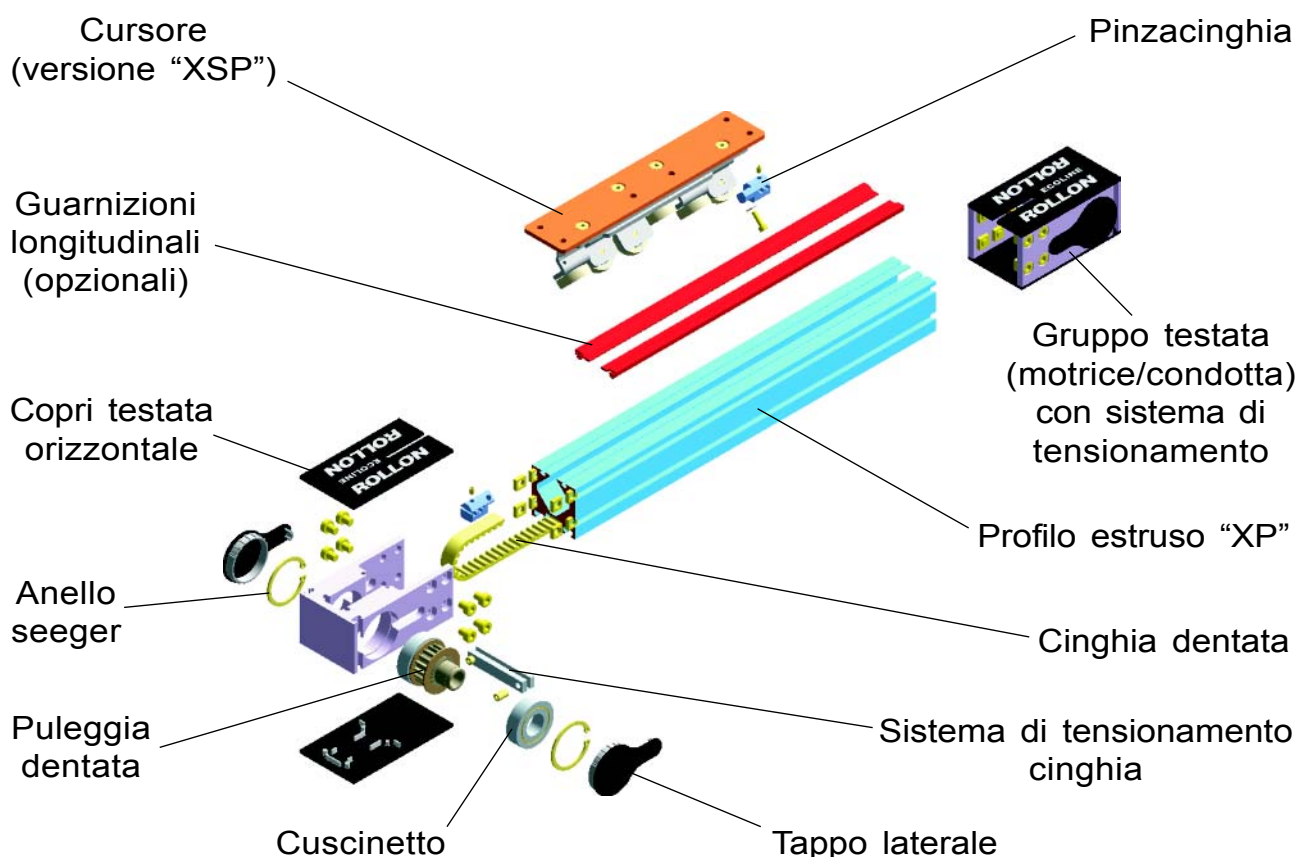 Cursore
(versione “XSP”)
Pinzacinghia
ROLLON
ECOLINE
ROLLON
Guarnizioni
longitudinali
(opzionali)
Gruppo testata
(motrice/condotta)
con sistema di
tensionamento
Copri testata
orizzontale
ROLLON
ECOLINE
ROLLON
Profilo estruso “XP”
Anello
seeger
Cinghia dentata
Puleggia
dentata
Sistema di tensionamento
cinghia
Cuscinetto
Tappo laterale